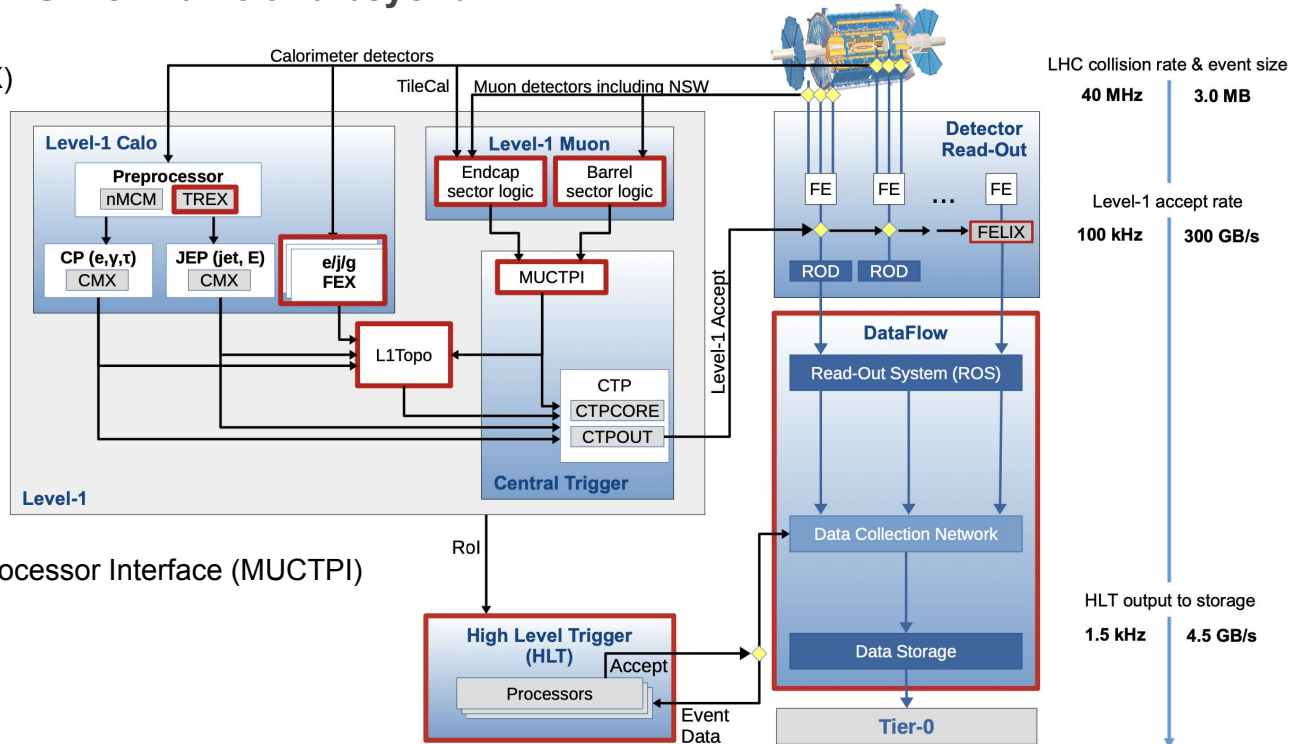 Calorimeter detectors
LHC collision rate & event size
TileCal
Muon detectors including NSW
40 MHz
3.0 MB
Level-1 Calo
Preprocessor
nMCM
TREX
CP (e,γ,τ)
CMX
JEP (jet, E)
CMX
e/j/g
FEX
Level-1 Muon
Endcap
sector logic
Barrel
sector logic
MUCTPI
L1Topo
CTP
CTPCORE
CTPOUT
Central Trigger
Level-1
Level-1 Accept
Detector
Read-Out
FE
FE
...
FE
FELIX
ROD
ROD
Level-1 accept rate
100 kHz
300 GB/s
DataFlow
Read-Out System (ROS)
Data Collection Network
Data Storage
Tier-0
RoI
ocessor Interface (MUCTPI)
High Level Trigger
(HLT)
Accept
Processors
Event
Data
HLT output to storage
1.5 kHz
4.5 GB/s